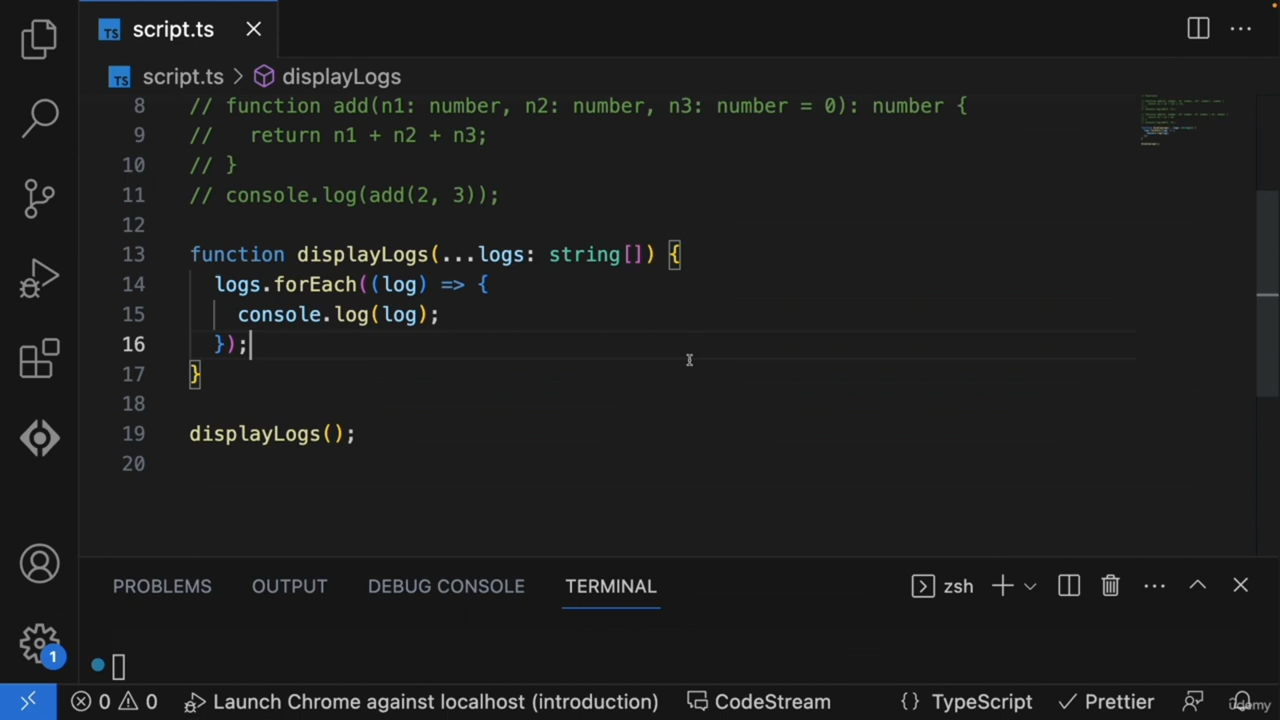 TS script.ts
TS script.ts > displayLogs
8 // function add(n1: number, n2: number, n3: number = 0): number {
9 //   return n1 + n2 + n3;
10 // }
11 // console.log(add(2, 3));
12
13 function displayLogs(...logs: string[]) {
14   logs.forEach((log) => {
15     console.log(log);
16   });
17 }
18
19 displayLogs();
20
PROBLEMS OUTPUT DEBUG CONSOLE TERMINAL zsh
1
0 0 Launch Chrome against localhost (introduction) CodeStream {} TypeScript Prettier
udemy